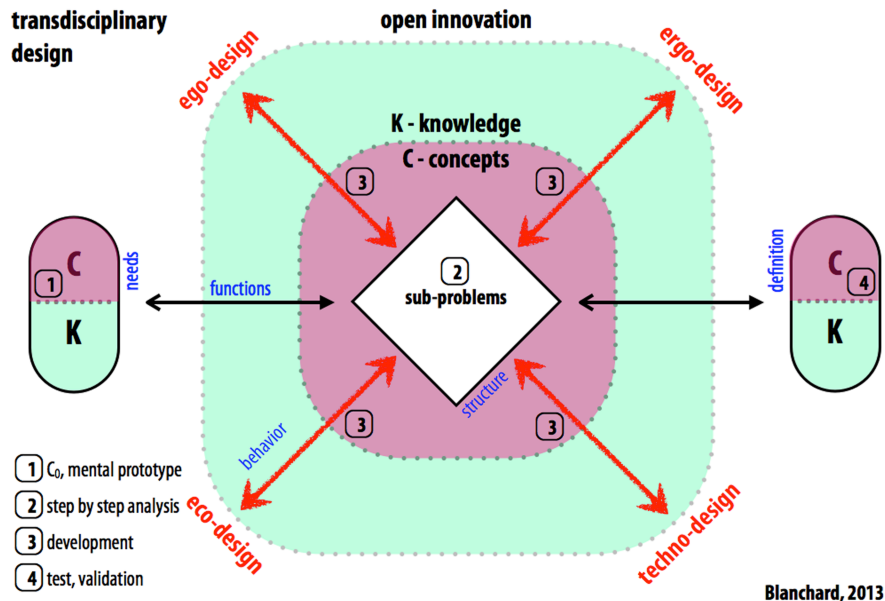 transdisciplinary
design
open innovation
ego-design
ergo-design
K - knowledge
C - concepts
3
3
C
1
K
needs
functions
2
sub-problems
definition
C
4
K
structure
behavior
3
3
eco-design
techno-design
1 C₀, mental prototype
2 step by step analysis
3 development
4 test, validation
Blanchard, 2013